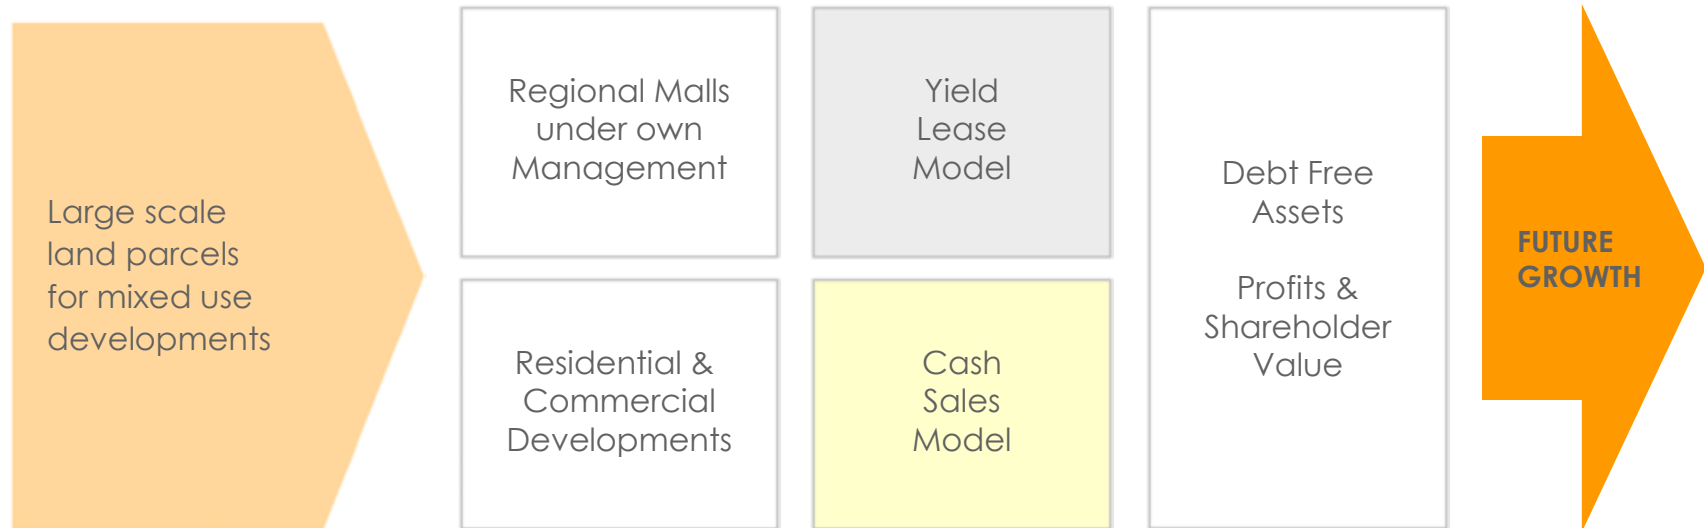 Large scale
land parcels
for mixed use
developments
Regional Malls
under own
Management
Yield
Lease
Model
Residential &
Commercial
Developments
Cash
Sales
Model
Debt Free
Assets
Profits &
Shareholder
Value
FUTURE
GROWTH